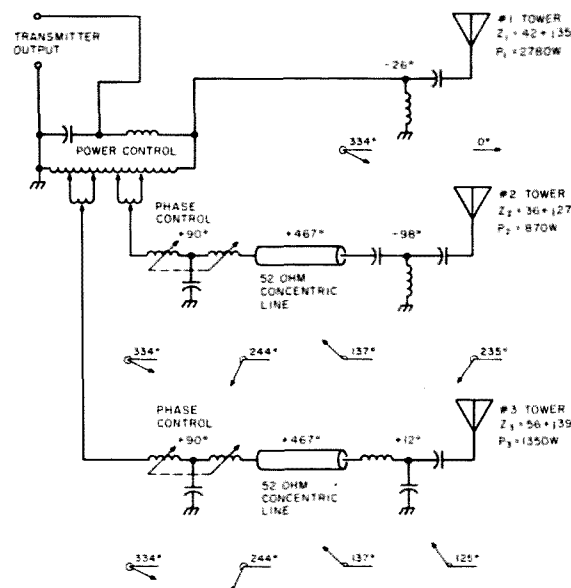 TRANSMITTER
OUTPUT
#1 TOWER
Z₁ = 42 + j35
P₁ = 2780W
-26°
POWER CONTROL
334°
0°
#2 TOWER
Z₂ = 36 + j27
P₂ = 870W
PHASE
CONTROL
+90°
+467°
-98°
52 OHM
CONCENTRIC
LINE
334°
244°
137°
235°
#3 TOWER
Z₃ = 56 + j39
P₃ = 1350W
PHASE
CONTROL
+90°
+467°
+12°
52 OHM
CONCENTRIC
LINE
334°
244°
137°
125°